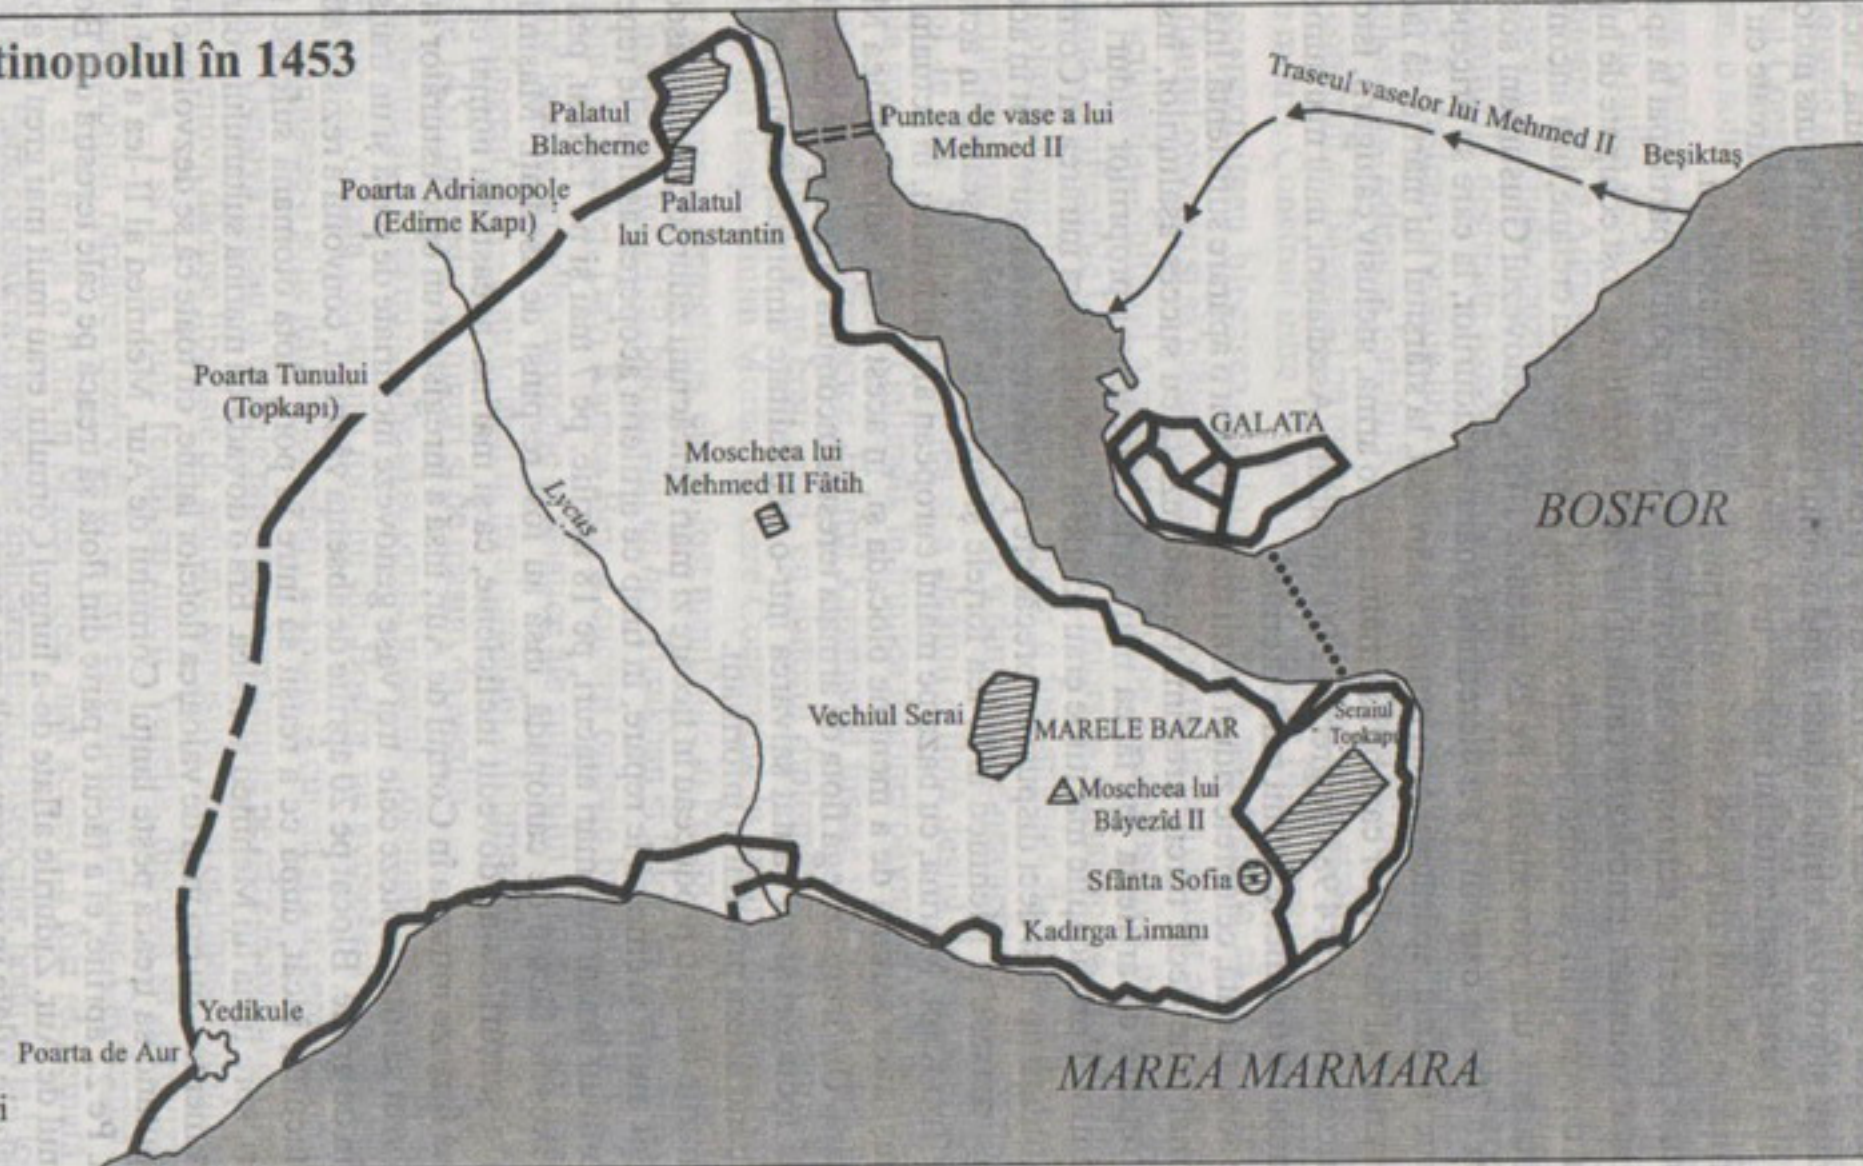 tinopolul în 1453
Traseul vaselor lui Mehmed II
Beşiktaş
Palatul
Blacherne
Puntea de vase a lui
Mehmed II
Poarta Adrianopole
(Edirne Kapı)
Palatul
lui Constantin
Poarta Tunului
(Topkapı)
GALATA
Moscheea lui
Mehmed II Fâtih
Lycus
BOSFOR
Vechiul Serai
MARELE BAZAR
Seraiul
Topkapı
Moscheea lui
Bâyezîd II
Sfânta Sofia
Kadırga Limanı
Yedikule
Poarta de Aur
MAREA MARMARA
i